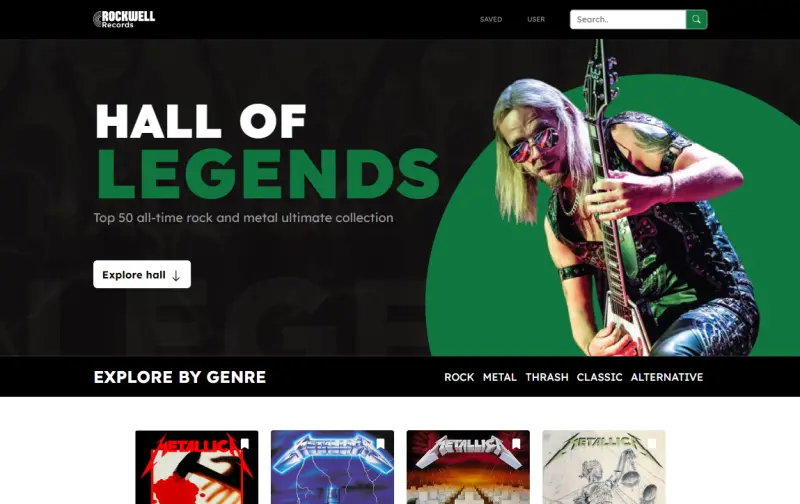 ROCKWELL
Records
SAVED USER Search..
HALL OF
LEGENDS
Top 50 all-time rock and metal ultimate collection
Explore hall ↓
EXPLORE BY GENRE ROCK METAL THRASH CLASSIC ALTERNATIVE
METALLICA METALLICA METALLICA METALLICA